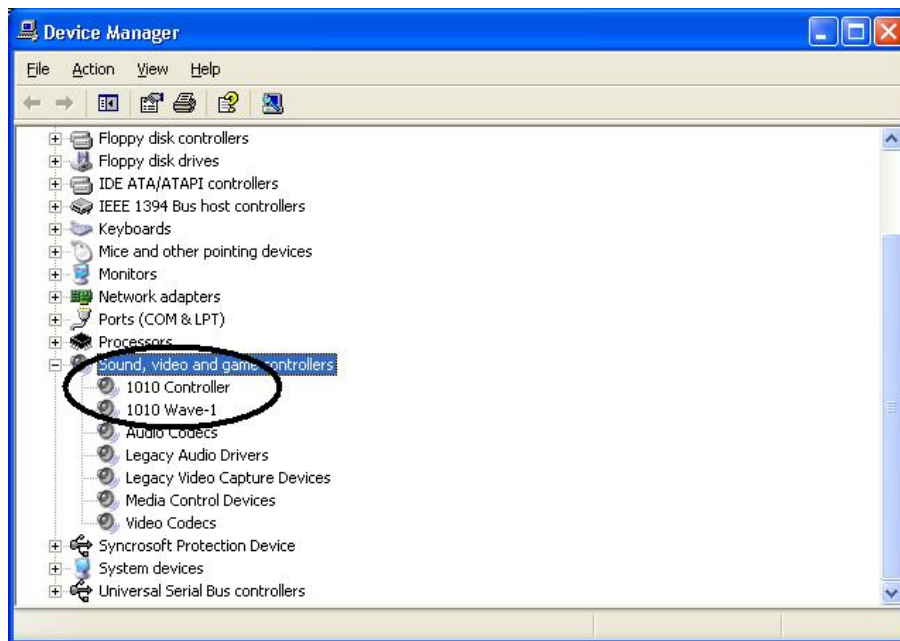 Device Manager
File Action View Help
Floppy disk controllers
Floppy disk drives
IDE ATA/ATAPI controllers
IEEE 1394 Bus host controllers
Keyboards
Mice and other pointing devices
Monitors
Network adapters
Ports (COM & LPT)
Processors
Sound, video and game controllers
1010 Controller
1010 Wave-1
Audio Codecs
Legacy Audio Drivers
Legacy Video Capture Devices
Media Control Devices
Video Codecs
Syncrosoft Protection Device
System devices
Universal Serial Bus controllers